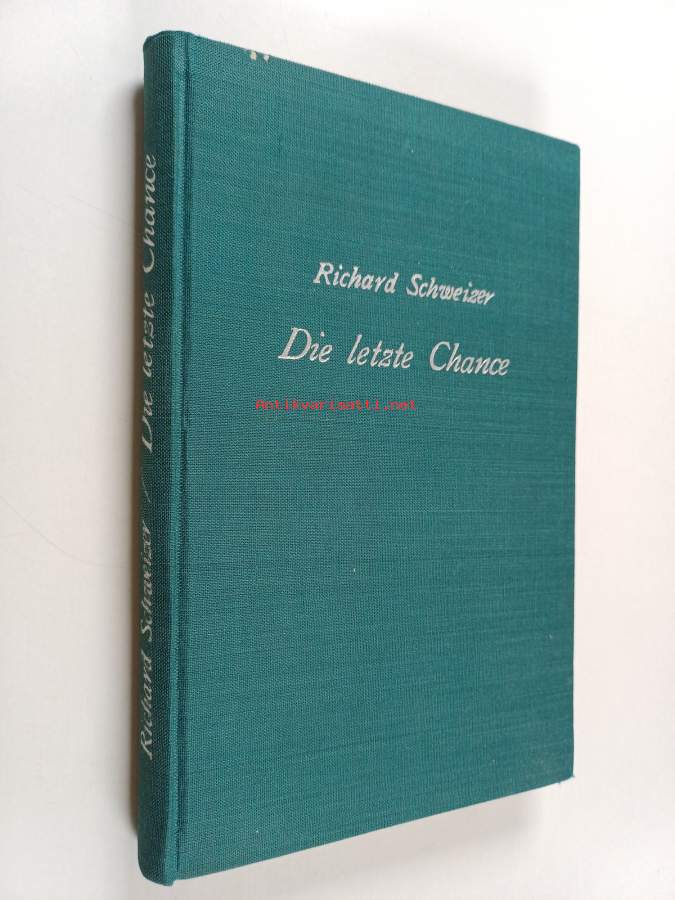 Richard Schweizer
Die letzte Chance
Antikvariaatti.net
Richard Schweizer / Die letzte Chance